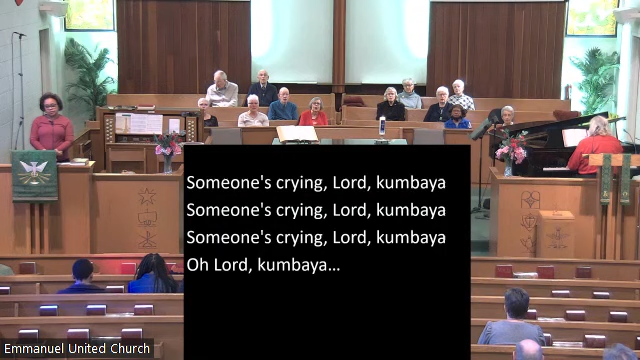 Someone's crying, Lord, kumbaya
Someone's crying, Lord, kumbaya
Someone's crying, Lord, kumbaya
Oh Lord, kumbaya...
Emmanuel United Church